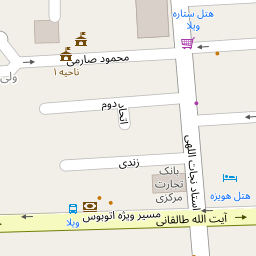 هتل ستاره
ویلا
محمود صارمی
ناحیه ۱
ولی
اتحاد
دوم
زندی
استاد نجات اللهی
بانک
تجارت
مرکزی
هتل هویزه
آیت الله طالقانی
مسیر ویژه اتوبوس
ویلا